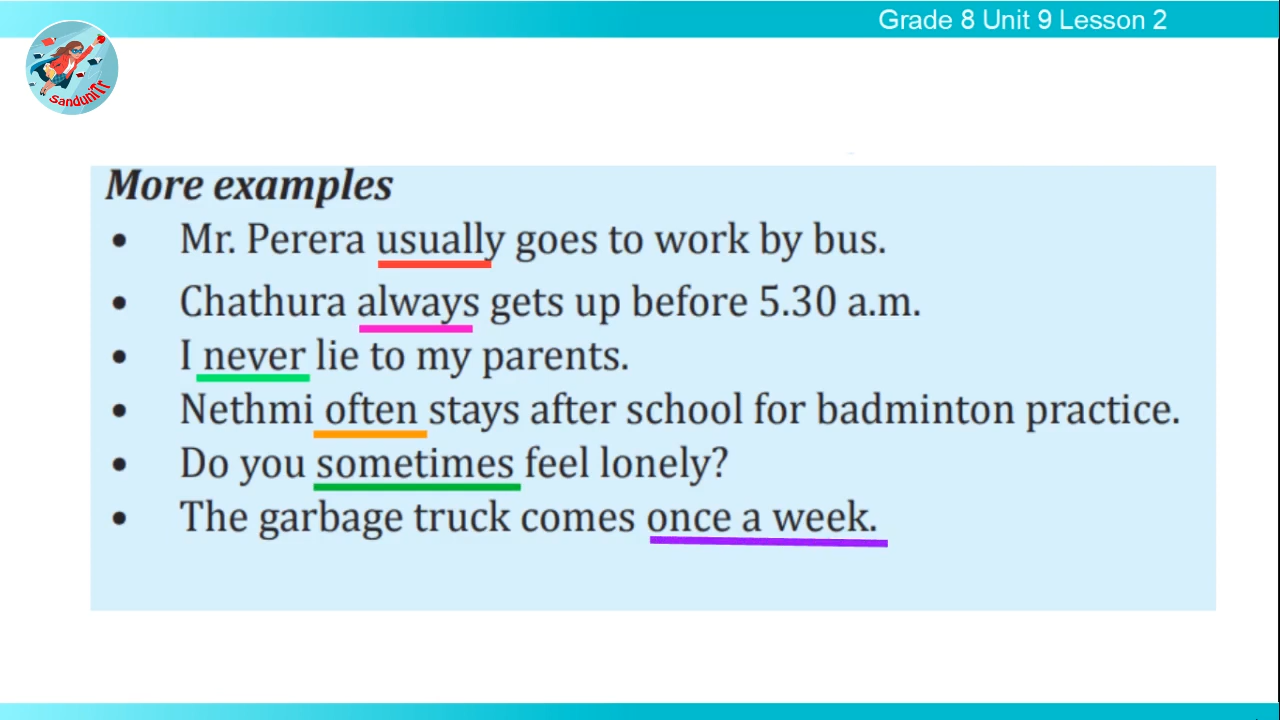 Grade 8 Unit 9 Lesson 2
SanduniTr
More examples
• Mr. Perera usually goes to work by bus.
• Chathura always gets up before 5.30 a.m.
• I never lie to my parents.
• Nethmi often stays after school for badminton practice.
• Do you sometimes feel lonely?
• The garbage truck comes once a week.